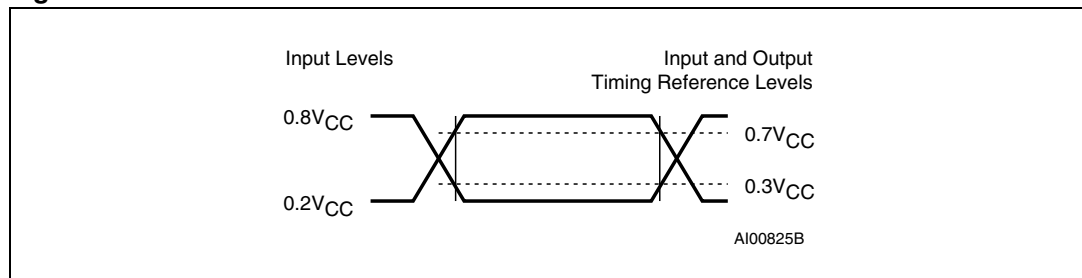 Input Levels
Input and Output
Timing Reference Levels
0.8VCC
0.7VCC
0.3VCC
0.2VCC
AI00825B